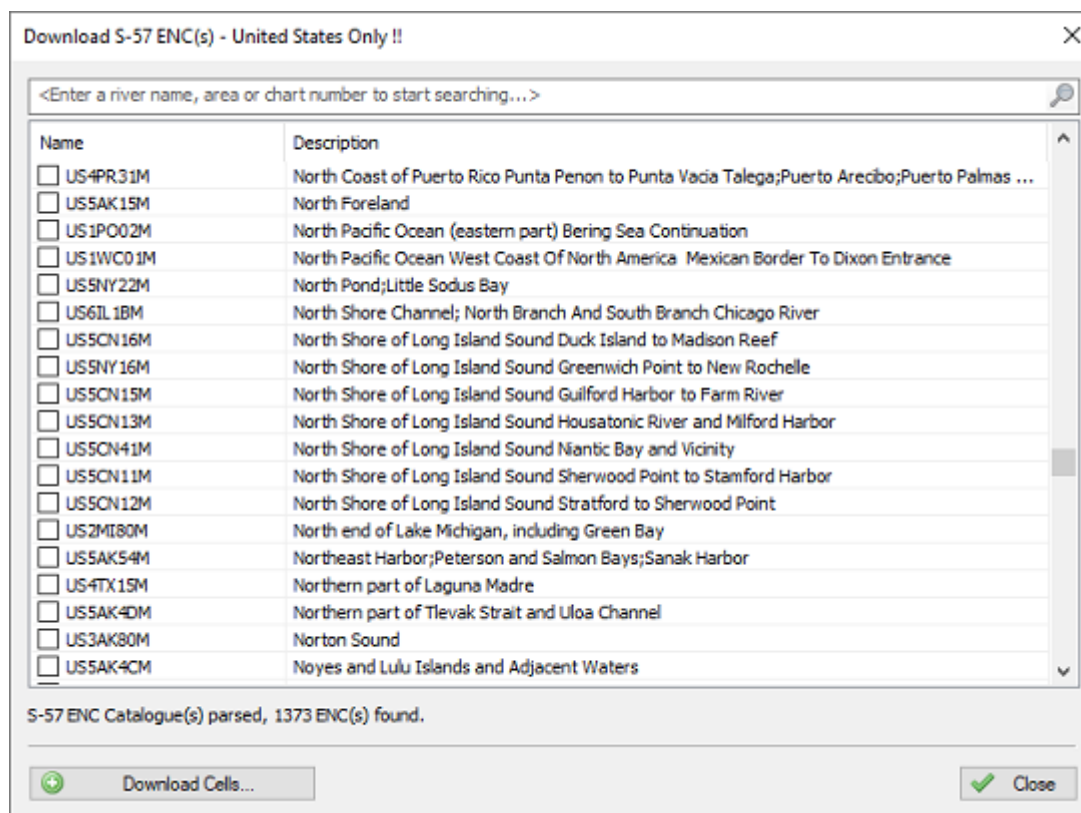 Download S-57 ENC(s) - United States Only !!
<Enter a river name, area or chart number to start searching...>
Name Description
US4PR31M North Coast of Puerto Rico Punta Penon to Punta Vacia Talega;Puerto Arecibo;Puerto Palmas ...
US5AK15M North Foreland
US1PO02M North Pacific Ocean (eastern part) Bering Sea Continuation
US1WC01M North Pacific Ocean West Coast Of North America  Mexican Border To Dixon Entrance
US5NY22M North Pond;Little Sodus Bay
US6IL1BM North Shore Channel; North Branch And South Branch Chicago River
US5CN16M North Shore of Long Island Sound Duck Island to Madison Reef
US5NY16M North Shore of Long Island Sound Greenwich Point to New Rochelle
US5CN15M North Shore of Long Island Sound Guilford Harbor to Farm River
US5CN13M North Shore of Long Island Sound Housatonic River and Milford Harbor
US5CN41M North Shore of Long Island Sound Niantic Bay and Vicinity
US5CN11M North Shore of Long Island Sound Sherwood Point to Stamford Harbor
US5CN12M North Shore of Long Island Sound Stratford to Sherwood Point
US2MI80M North end of Lake Michigan, including Green Bay
US5AK54M Northeast Harbor;Peterson and Salmon Bays;Sanak Harbor
US4TX15M Northern part of Laguna Madre
US5AK4DM Northern part of Tlevak Strait and Uloa Channel
US3AK80M Norton Sound
US5AK4CM Noyes and Lulu Islands and Adjacent Waters
S-57 ENC Catalogue(s) parsed, 1373 ENC(s) found.
Download Cells... Close